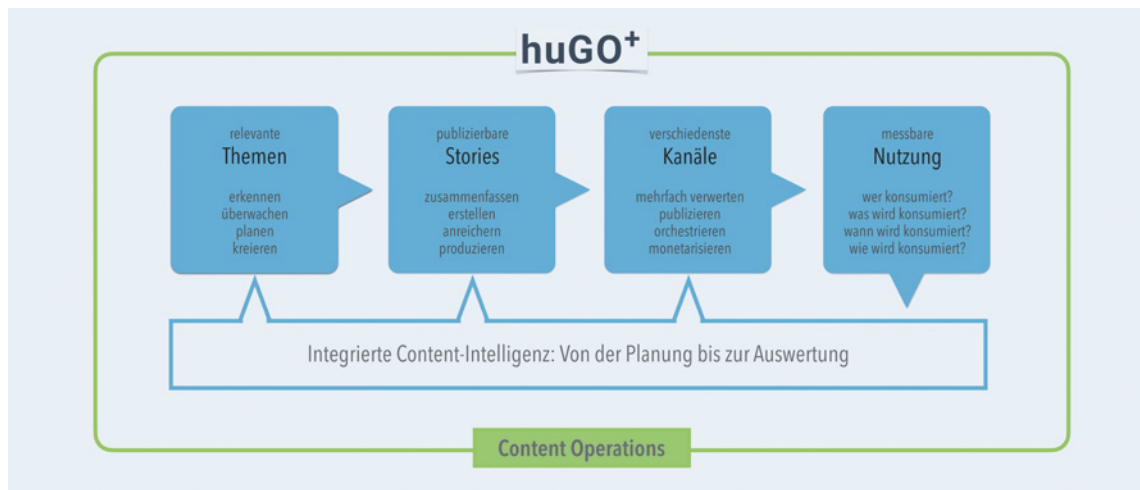 huGO+
relevante
Themen
erkennen
überwachen
planen
kreieren
publizierbare
Stories
zusammenfassen
erstellen
anreichern
produzieren
verschiedenste
Kanäle
mehrfach verwerten
publizieren
orchestrieren
monetarisieren
messbare
Nutzung
wer konsumiert?
was wird konsumiert?
wann wird konsumiert?
wie wird konsumiert?
Integrierte Content-Intelligenz: Von der Planung bis zur Auswertung
Content Operations